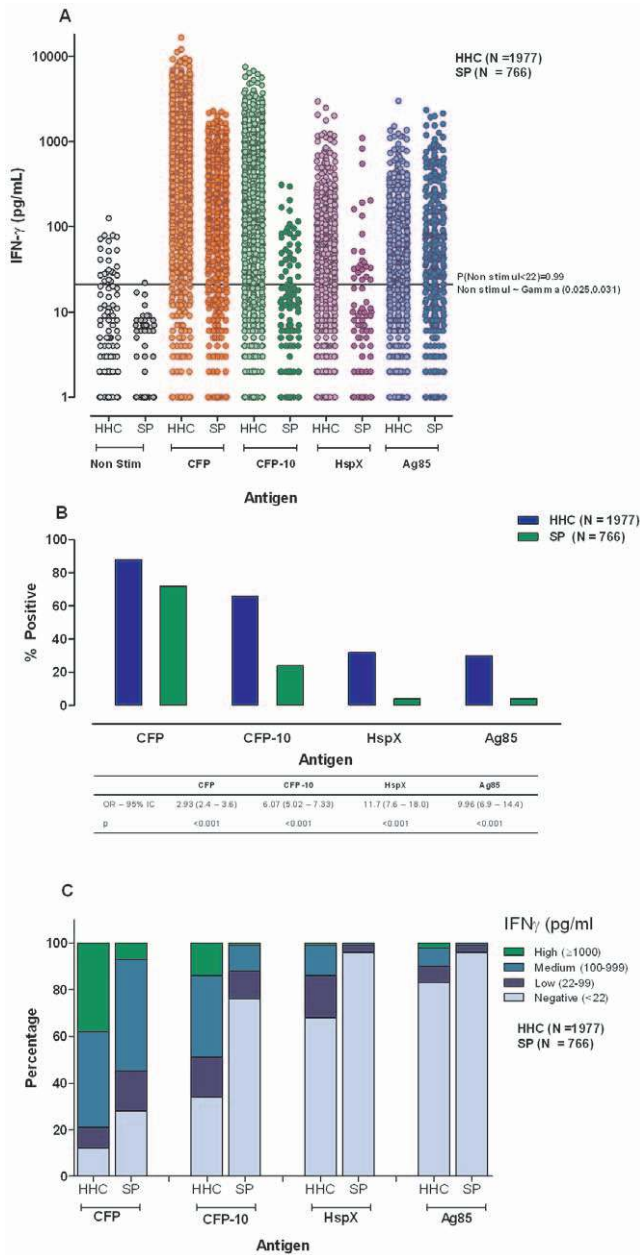 A
HHC (N =1977)
SP (N = 766)
IFN-γ (pg/mL)
10000
1000
100
10
1
P(Non stimul<22)=0.99
Non stimul ~ Gamma (0.025,0.031)
HHC SP HHC SP HHC SP HHC SP HHC SP
Non Stim CFP CFP-10 HspX Ag85
Antigen
B
HHC (N = 1977)
SP (N = 766)
% Positive
100
80
60
40
20
0
CFP CFP-10 HspX Ag85
Antigen
CFP CFP-10 HspX Ag85
OR – 95% IC 2.93 (2.4 – 3.6) 6.07 (5.02 – 7.33) 11.7 (7.6 – 18.0) 9.96 (6.9 – 14.4)
p <0.001 <0.001 <0.001 <0.001
C
IFNγ (pg/ml
High (≥1000)
Medium (100-999)
Low (22-99)
Negative (<22)
HHC (N =1977)
SP (N = 766)
Percentage
100
80
60
40
20
0
HHC SP HHC SP HHC SP HHC SP
CFP CFP-10 HspX Ag85
Antigen